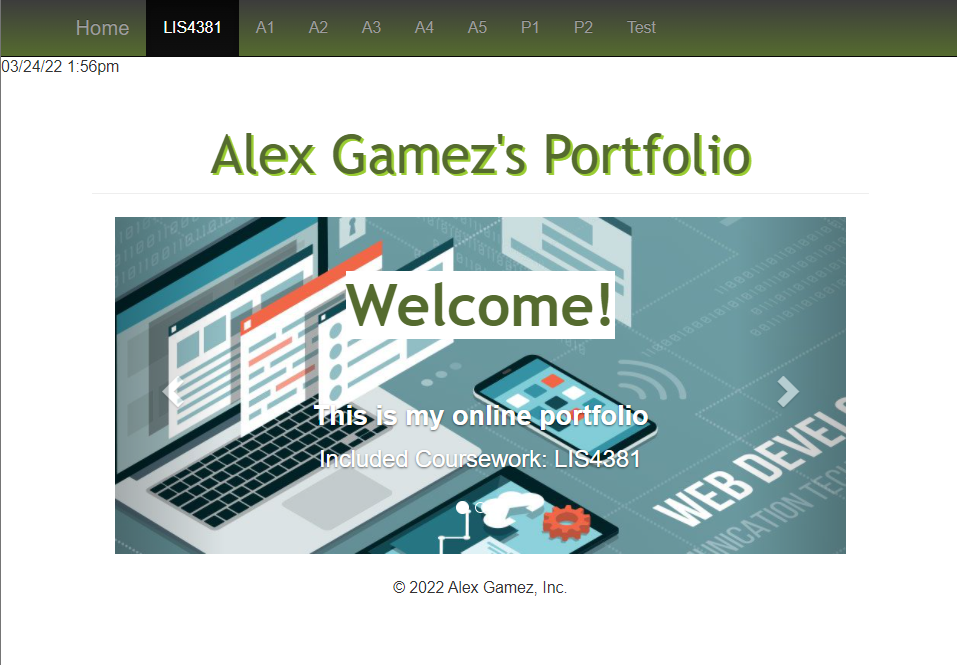 Home LIS4381 A1 A2 A3 A4 A5 P1 P2 Test
03/24/22 1:56pm
Alex Gamez's Portfolio
Welcome!
This is my online portfolio
Included Coursework: LIS4381
WEB DEVEL
UNICATION TEC
© 2022 Alex Gamez, Inc.